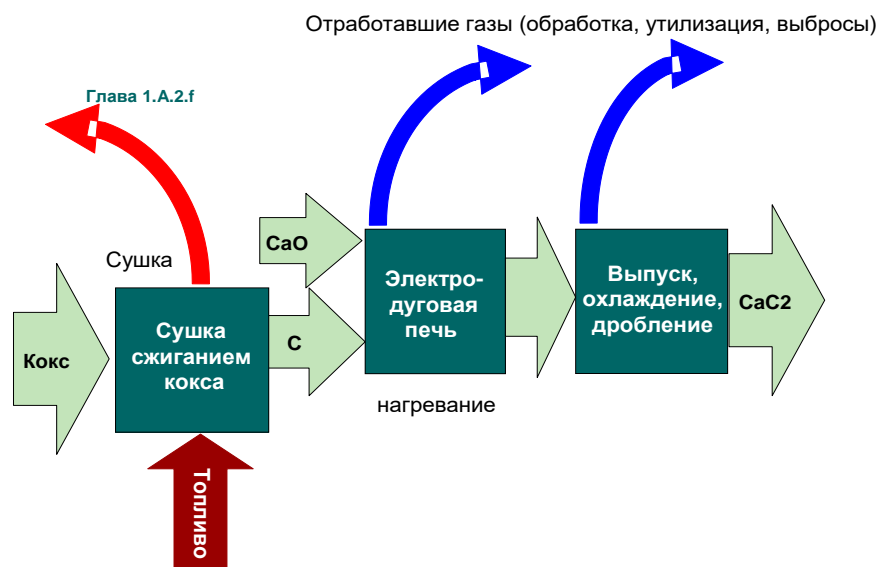 Отработавшие газы (обработка, утилизация, выбросы)
Глава 1.A.2.f
Сушка
Кокс
Сушка
сжиганием
кокса
Топливо
CaO
C
Электро-
дуговая
печь
нагревание
Выпуск,
охлаждение,
дробление
CaC2